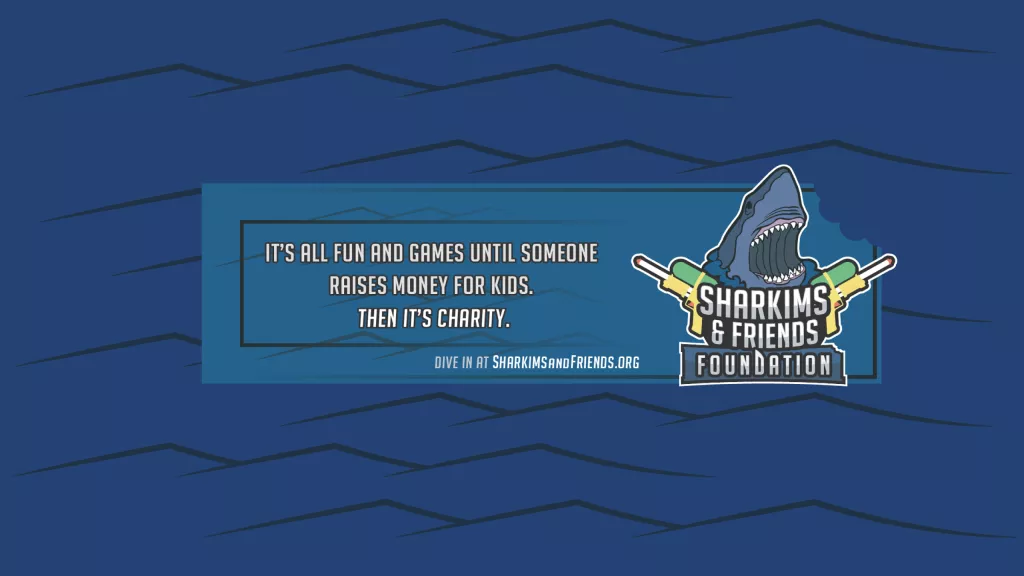 IT'S ALL FUN AND GAMES UNTIL SOMEONE
RAISES MONEY FOR KIDS.
THEN IT'S CHARITY.
DIVE IN AT SHARKIMSANDFRIENDS.ORG
SHARKIMS
& FRIENDS
FOUNDATION